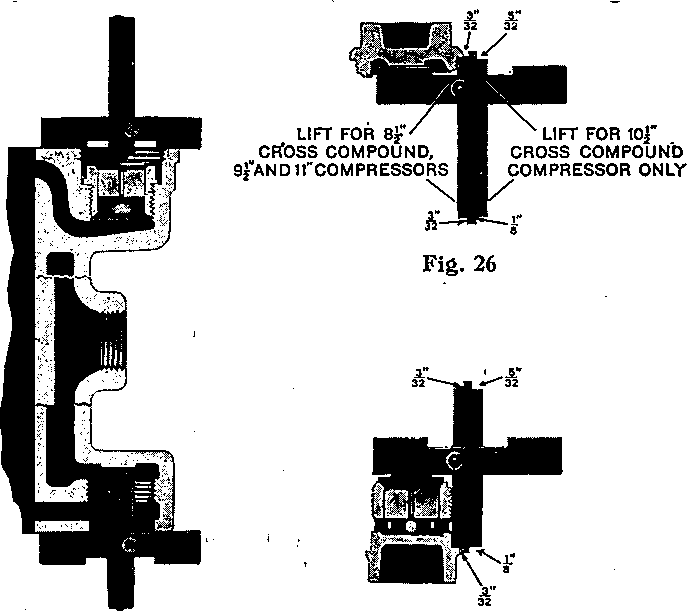 3/32" 5/32"
LIFT FOR 8½" LIFT FOR 10½"
CROSS COMPOUND, CROSS COMPOUND
9½" AND 11" COMPRESSORS COMPRESSOR ONLY
3/32" 1/8"
Fig. 26
3/32" 5/32"
1/8"
3/32"